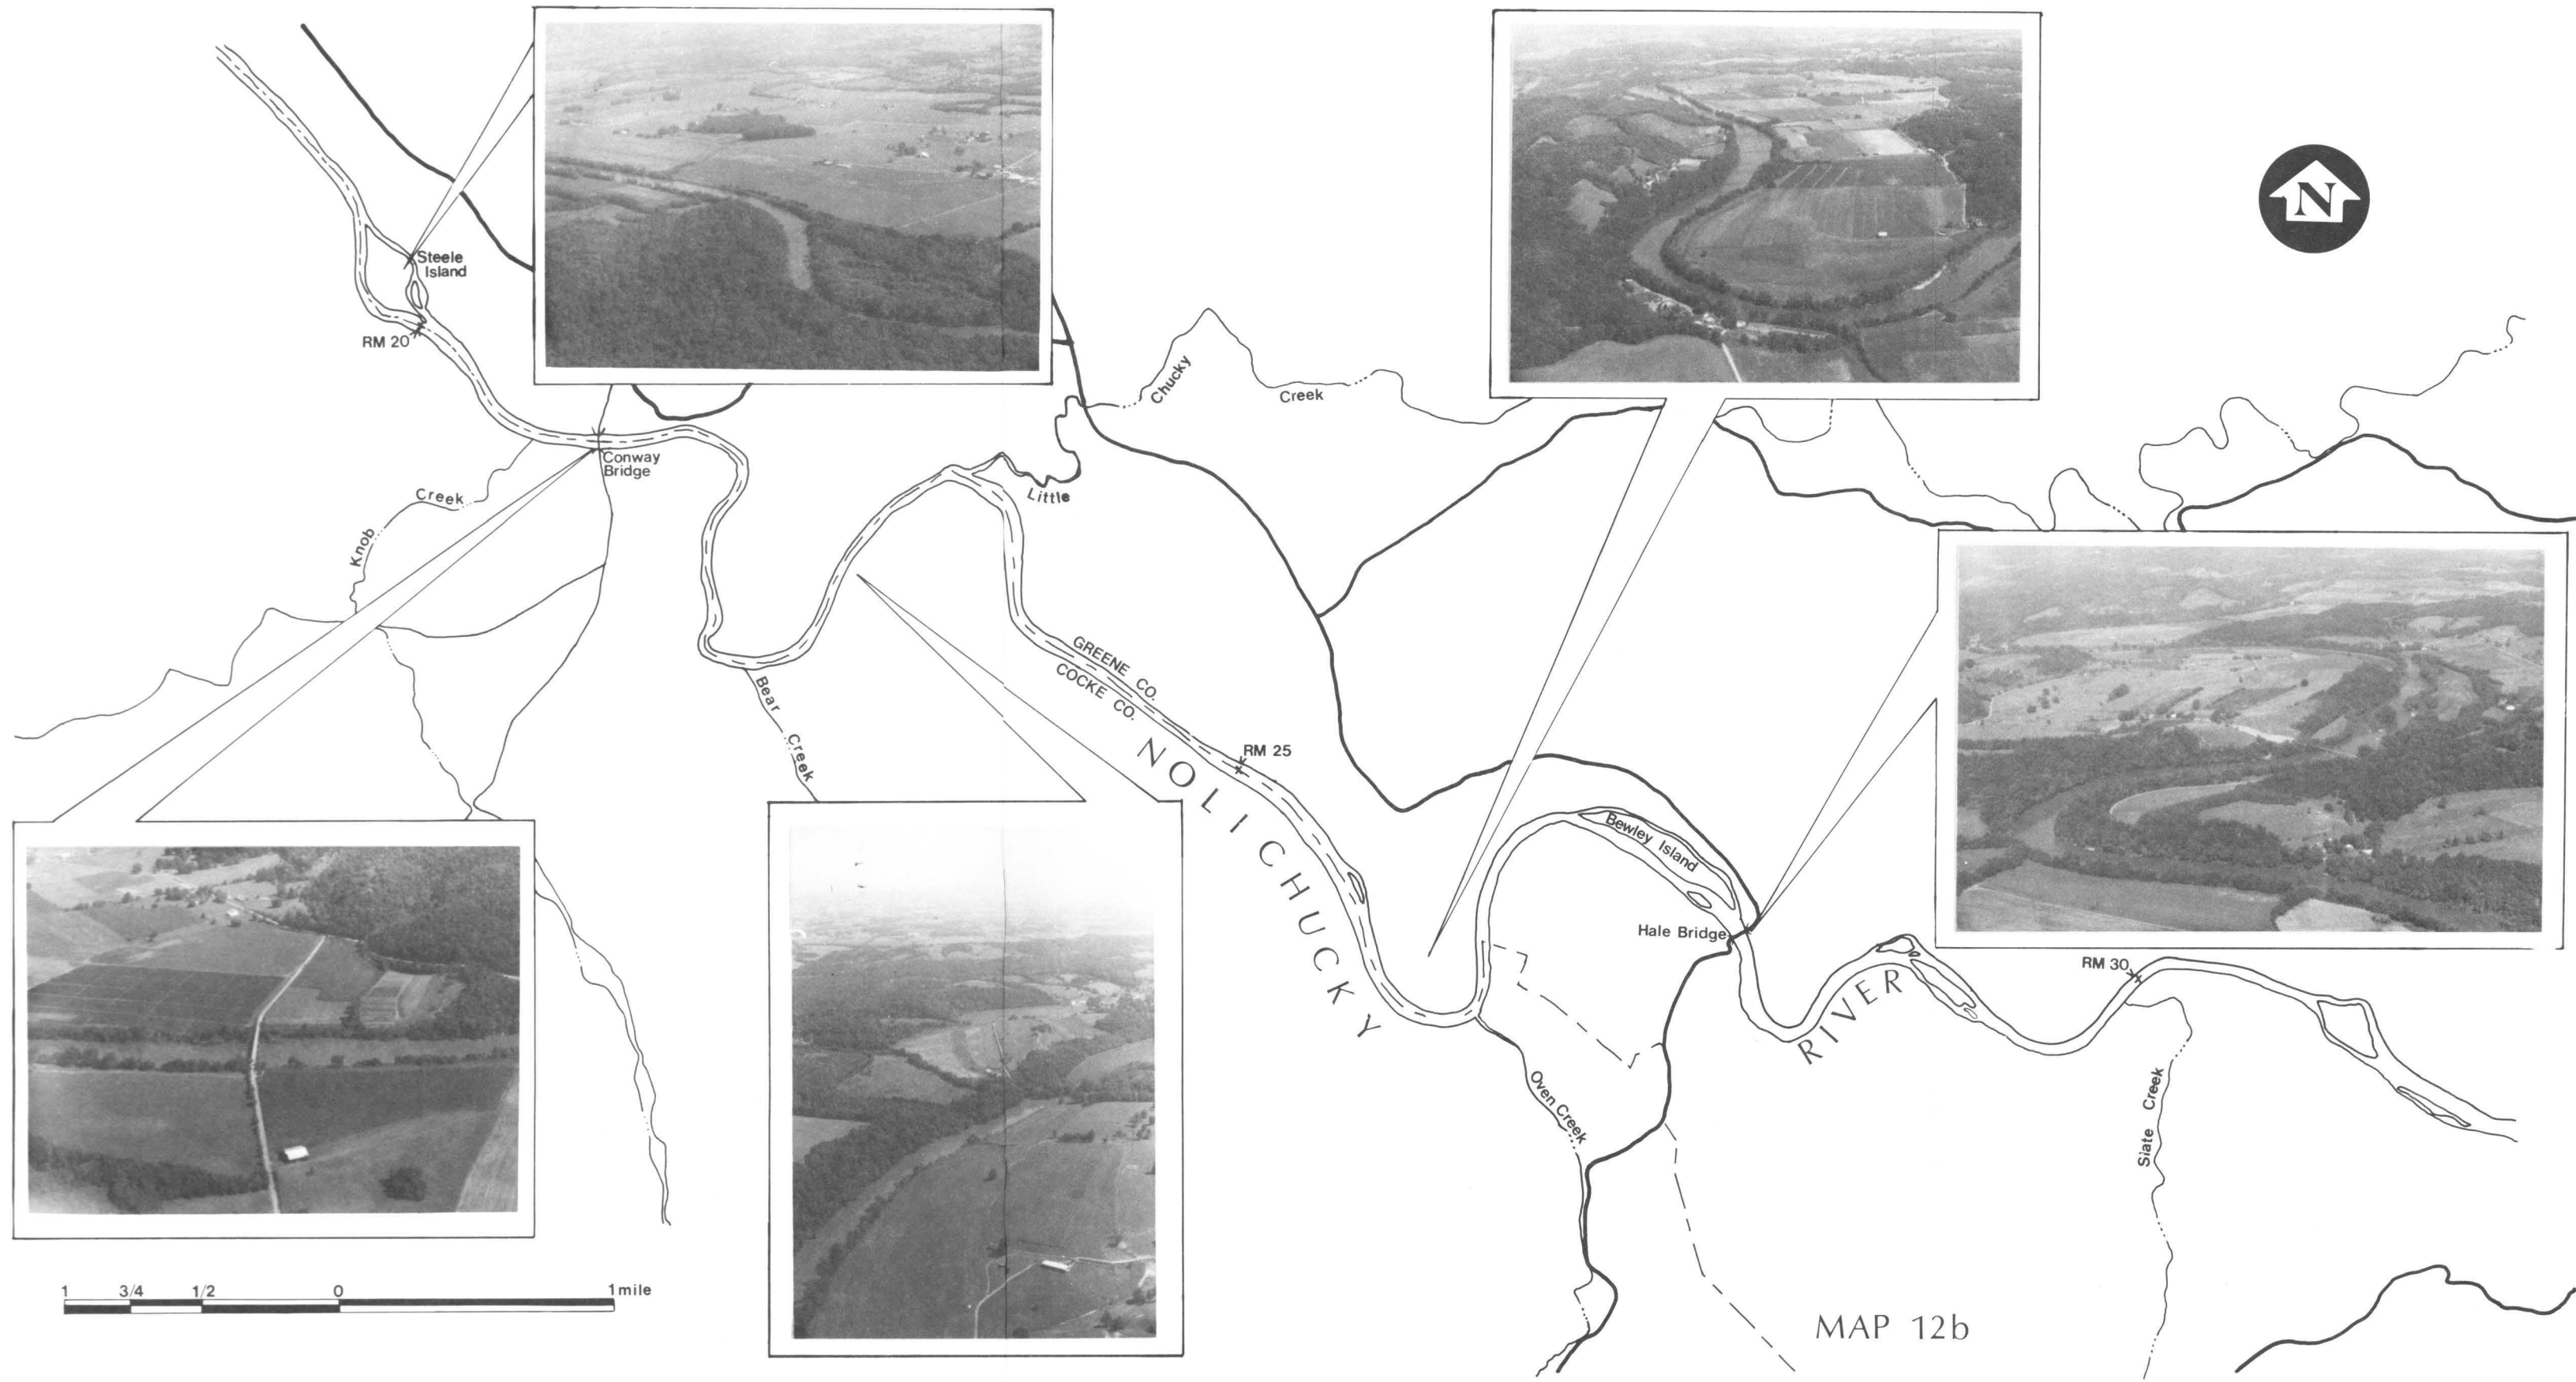 N
Steele
Island
RM 20
Chucky
Creek
Conway
Bridge
Creek
Little
Knob
GREENE CO.
COCKE CO.
Bear
Creek
RM 25
NOLICHUCKY
Bewley Island
Hale Bridge
RM 30
RIVER
Oven Creek
Slate Creek
1 3/4 1/2 0 1 mile
MAP 12b